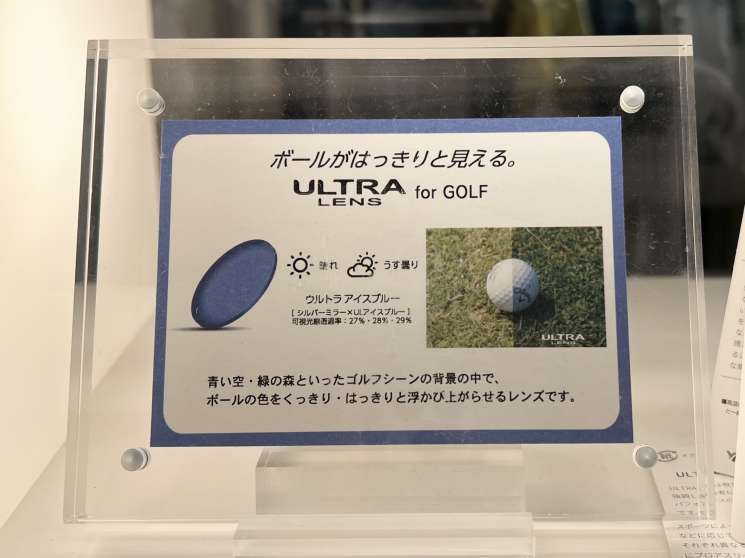 ボールがはっきりと見える。
ULTRA
LENS
for GOLF
晴れ
うす曇り
ウルトラ アイスブルー
[ シルバーミラー×ULアイスブルー ]
可視光線透過率：27%・28%・29%
ULTRA
LENS
青い空・緑の森といったゴルフシーンの背景の中で、
ボールの色をくっきり・はっきりと浮かび上がらせるレンズです。